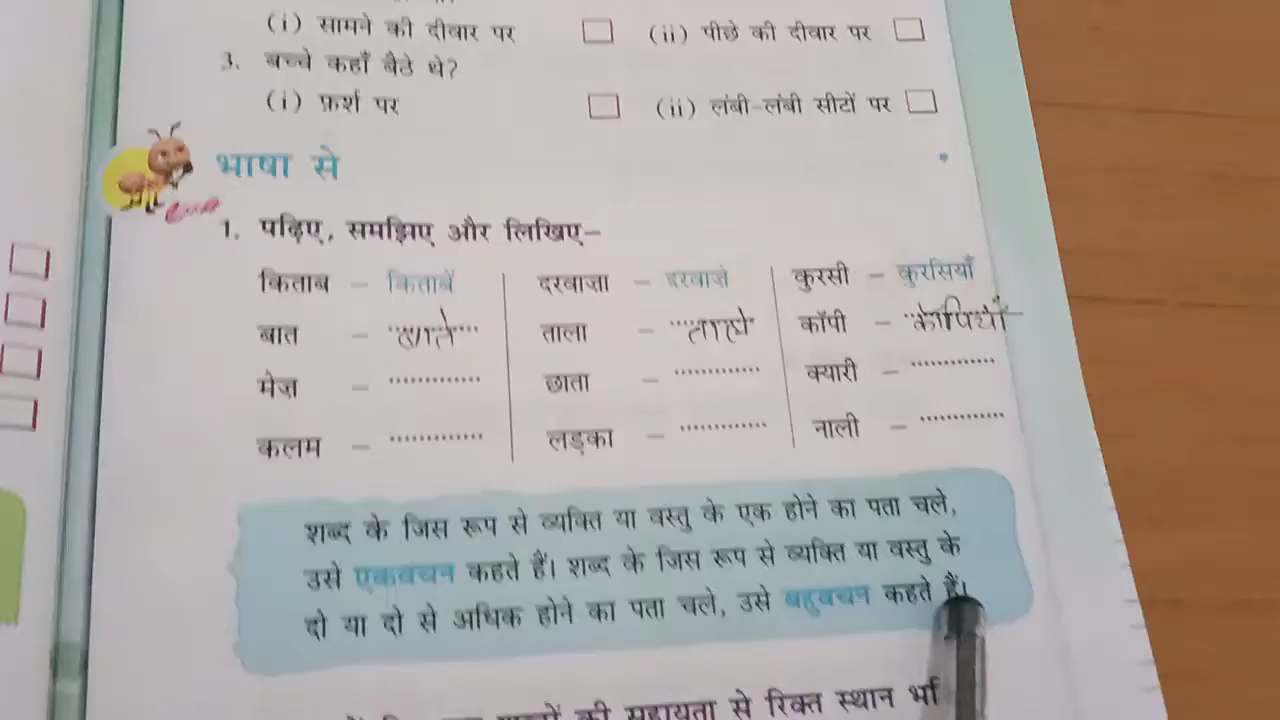 (i) सामने की दीवार पर (ii) पीछे की दीवार पर
3. बच्चे कहाँ बैठे थे?
(i) फ़र्श पर (ii) लंबी-लंबी सीटों पर
भाषा से
1. पढ़िए, समझिए और लिखिए–
किताब – किताबें दरवाज़ा – दरवाज़े कुरसी – कुरसियाँ
बात – बाते ताला – ताले कॉपी – कोपियाँ
मेज़ – ............. छाता – ............. क्यारी – .............
कलम – ............. लड़का – ............. नाली – .............
शब्द के जिस रूप से व्यक्ति या वस्तु के एक होने का पता चले,
उसे एकवचन कहते हैं। शब्द के जिस रूप से व्यक्ति या वस्तु के
दो या दो से अधिक होने का पता चले, उसे बहुवचन कहते हैं।
की सहायता से रिक्त स्थान